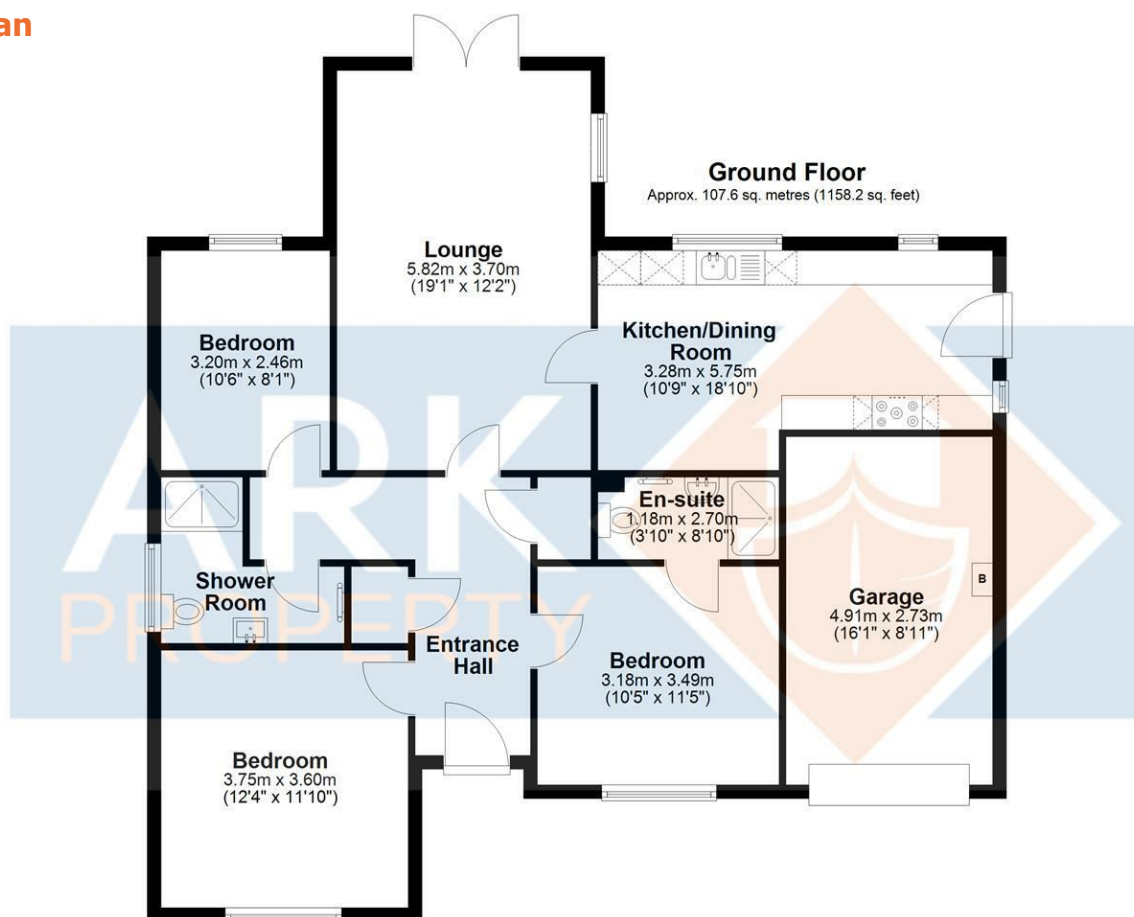 an
Ground Floor
Approx. 107.6 sq. metres (1158.2 sq. feet)
Lounge
5.82m x 3.70m
(19'1" x 12'2")
Bedroom
3.20m x 2.46m
(10'6" x 8'1")
Kitchen/Dining
Room
3.28m x 5.75m
(10'9" x 18'10")
En-suite
1.18m x 2.70m
(3'10" x 8'10")
Shower
Room
Entrance
Hall
Bedroom
3.18m x 3.49m
(10'5" x 11'5")
Garage
4.91m x 2.73m
(16'1" x 8'11")
B
Bedroom
3.75m x 3.60m
(12'4" x 11'10")
ARK
PROPERTY